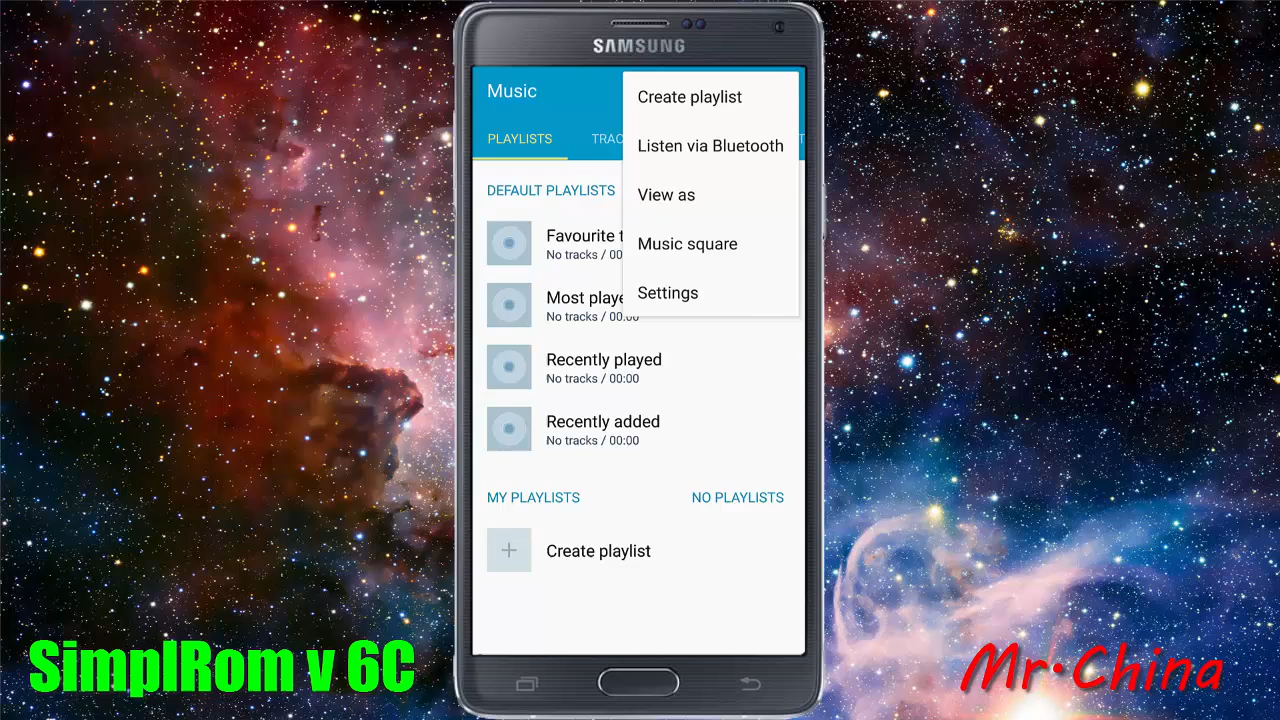 SAMSUNG
Music
PLAYLISTS
TRAC
T
DEFAULT PLAYLISTS
Create playlist
Listen via Bluetooth
View as
Music square
Settings
Favourite t
No tracks / 00
Most playe
No tracks / 00:00
Recently played
No tracks / 00:00
Recently added
No tracks / 00:00
MY PLAYLISTS
NO PLAYLISTS
Create playlist
SimplRom v 6C
Mr.China